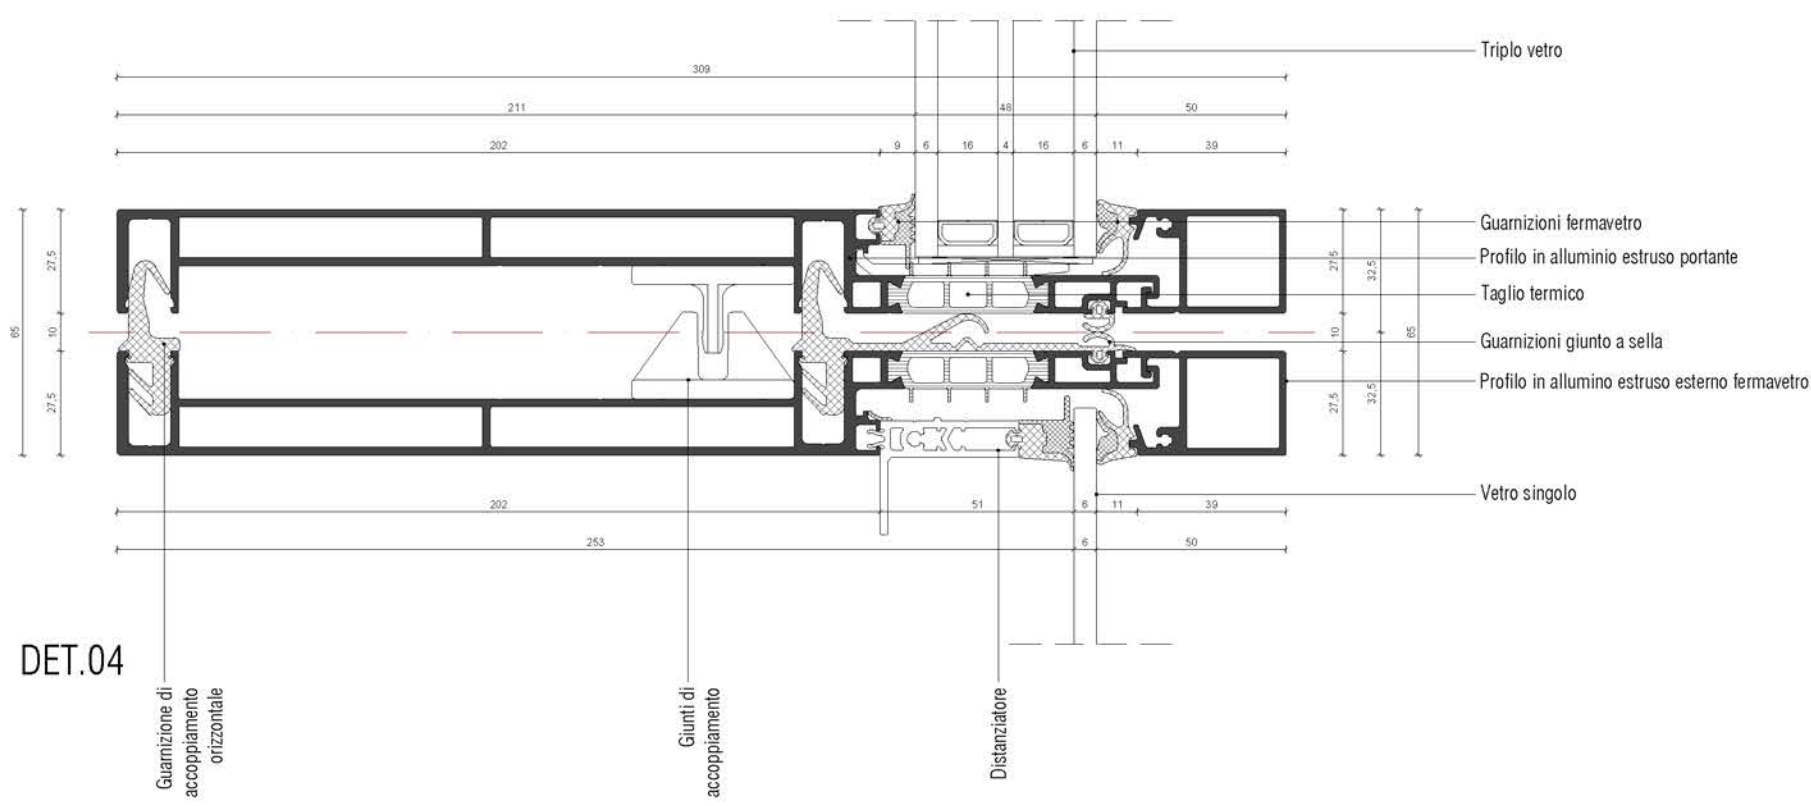 Triplo vetro
309
211
48
50
202
9
6
16
4
16
6
11
39
Guarnizioni fermavetro
Profilo in alluminio estruso portante
Taglio termico
Guarnizioni giunto a sella
Profilo in allumino estruso esterno fermavetro
Vetro singolo
65
27,5
10
27,5
27,5
10
27,5
32,5
32,5
65
202
51
6
11
39
253
6
50
DET.04
Guarnizione di
accoppiamento
orizzontale
Giunti di
accoppiamento
Distanziatore